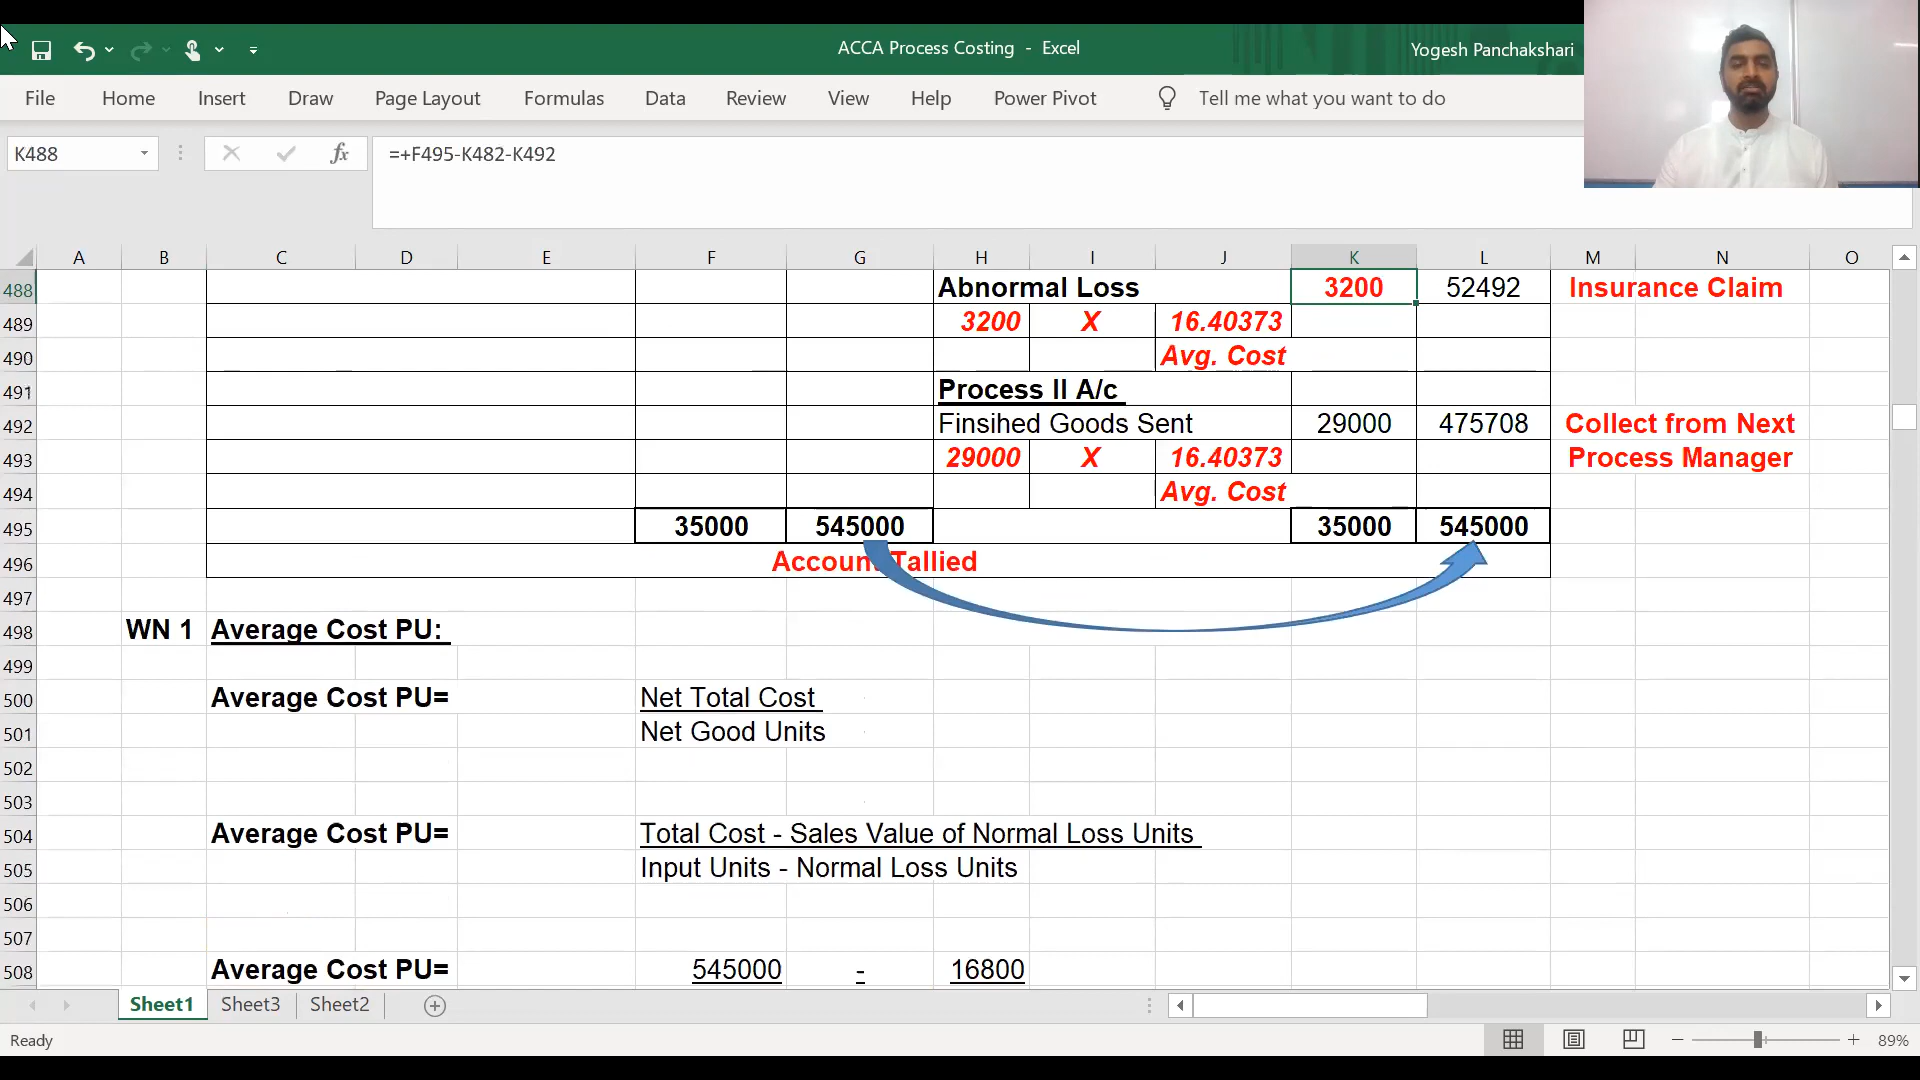 ACCA Process Costing - Excel
Yogesh Panchakshari
File Home Insert Draw Page Layout Formulas Data Review View Help Power Pivot Tell me what you want to do
K488 fx =+F495-K482-K492
A B C D E F G H I J K L M N O
488 Abnormal Loss 3200 52492 Insurance Claim
489 3200 X 16.40373
490 Avg. Cost
491 Process II A/c
492 Finsihed Goods Sent 29000 475708 Collect from Next
493 29000 X 16.40373 Process Manager
494 Avg. Cost
495 35000 545000 35000 545000
496 Account Tallied
497
498 WN 1 Average Cost PU:
499
500 Average Cost PU= Net Total Cost
501 Net Good Units
502
503
504 Average Cost PU= Total Cost - Sales Value of Normal Loss Units
505 Input Units - Normal Loss Units
506
507
508 Average Cost PU= 545000 - 16800
Sheet1 Sheet3 Sheet2
Ready 89%